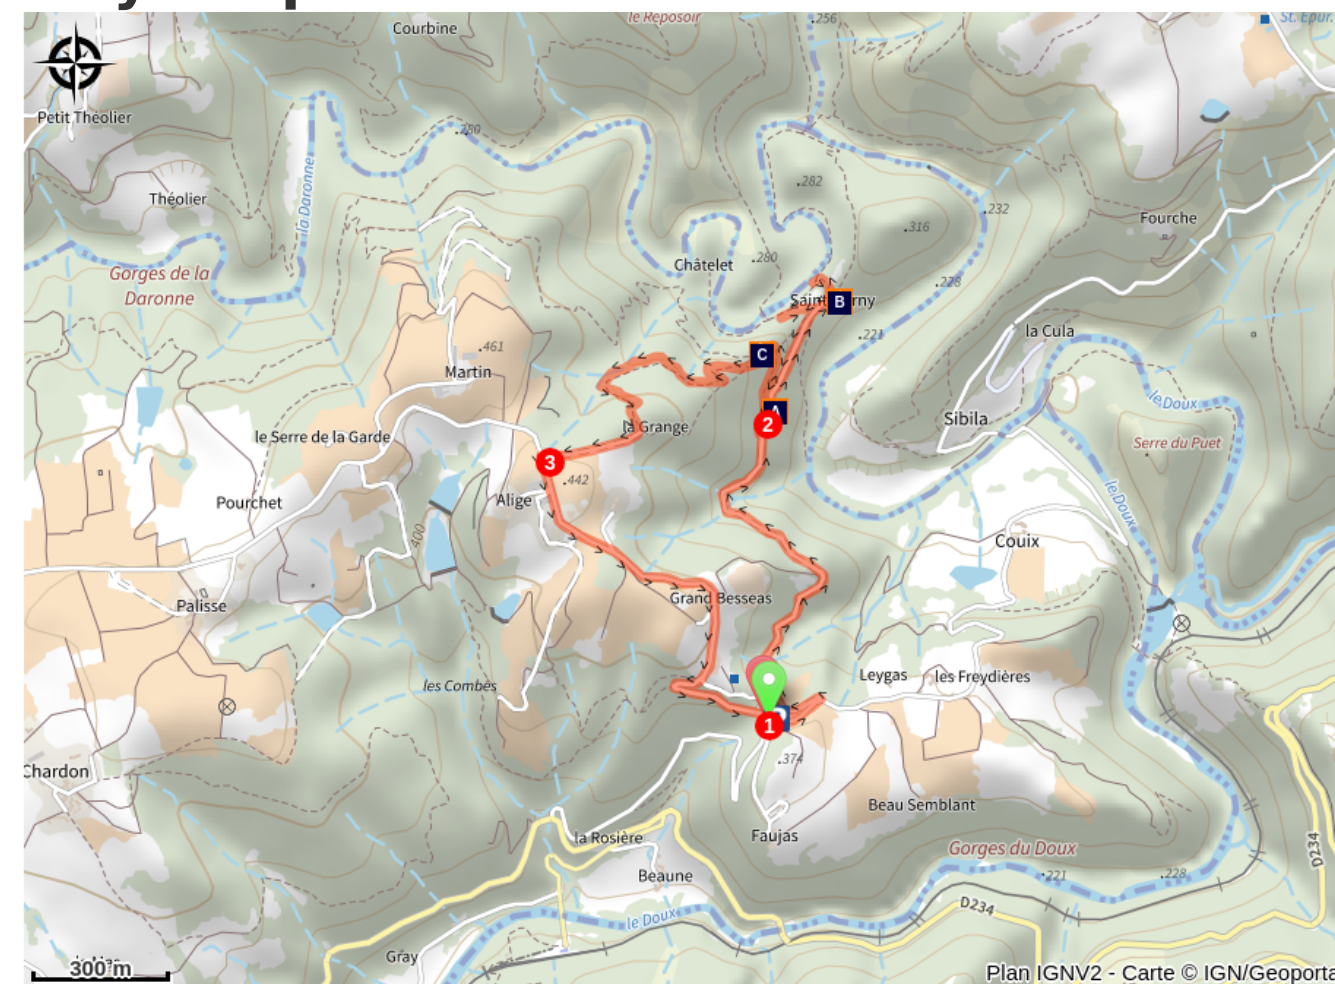 Courbine
le Reposoir
256
Petit Théolier
280
la Daronne
Théolier
282
232
316
Fourche
Gorges de la
Daronne
Châtelet
280
228
B
221
la Cula
C
461
Martin
le Doux
A
2
la Grange
Sibila
Serre du Puet
le Serre de la Garde
3
442
Alige
Pourchet
400
le Doux
Couix
Palisse
Grand Besseas
les Combes
Leygas
les Freydières
1
374
Chardon
Beau Semblant
la Rosière
Faujas
Gorges du Doux
Beaune
221
228
D234
le Doux
D234
Gray
300 m
Plan IGNV2 - Carte © IGN/Geoporta